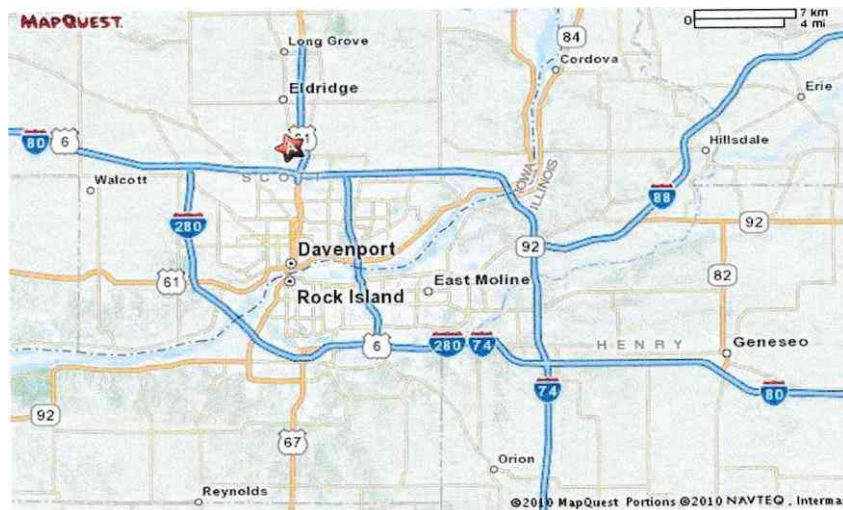 MAPQUEST.
0
7 km
4 mi
84
Long Grove
Cordova
Eldridge
Erie
80
6
Hillsdale
Walcott
SCOTT
IOWA
ILLINOIS
88
280
92
92
Davenport
61
82
East Moline
Rock Island
6
280
74
HENRY
Geneseo
74
80
92
67
Orion
Reynolds
©2010 MapQuest Portions ©2010 NAVTEQ, Interma